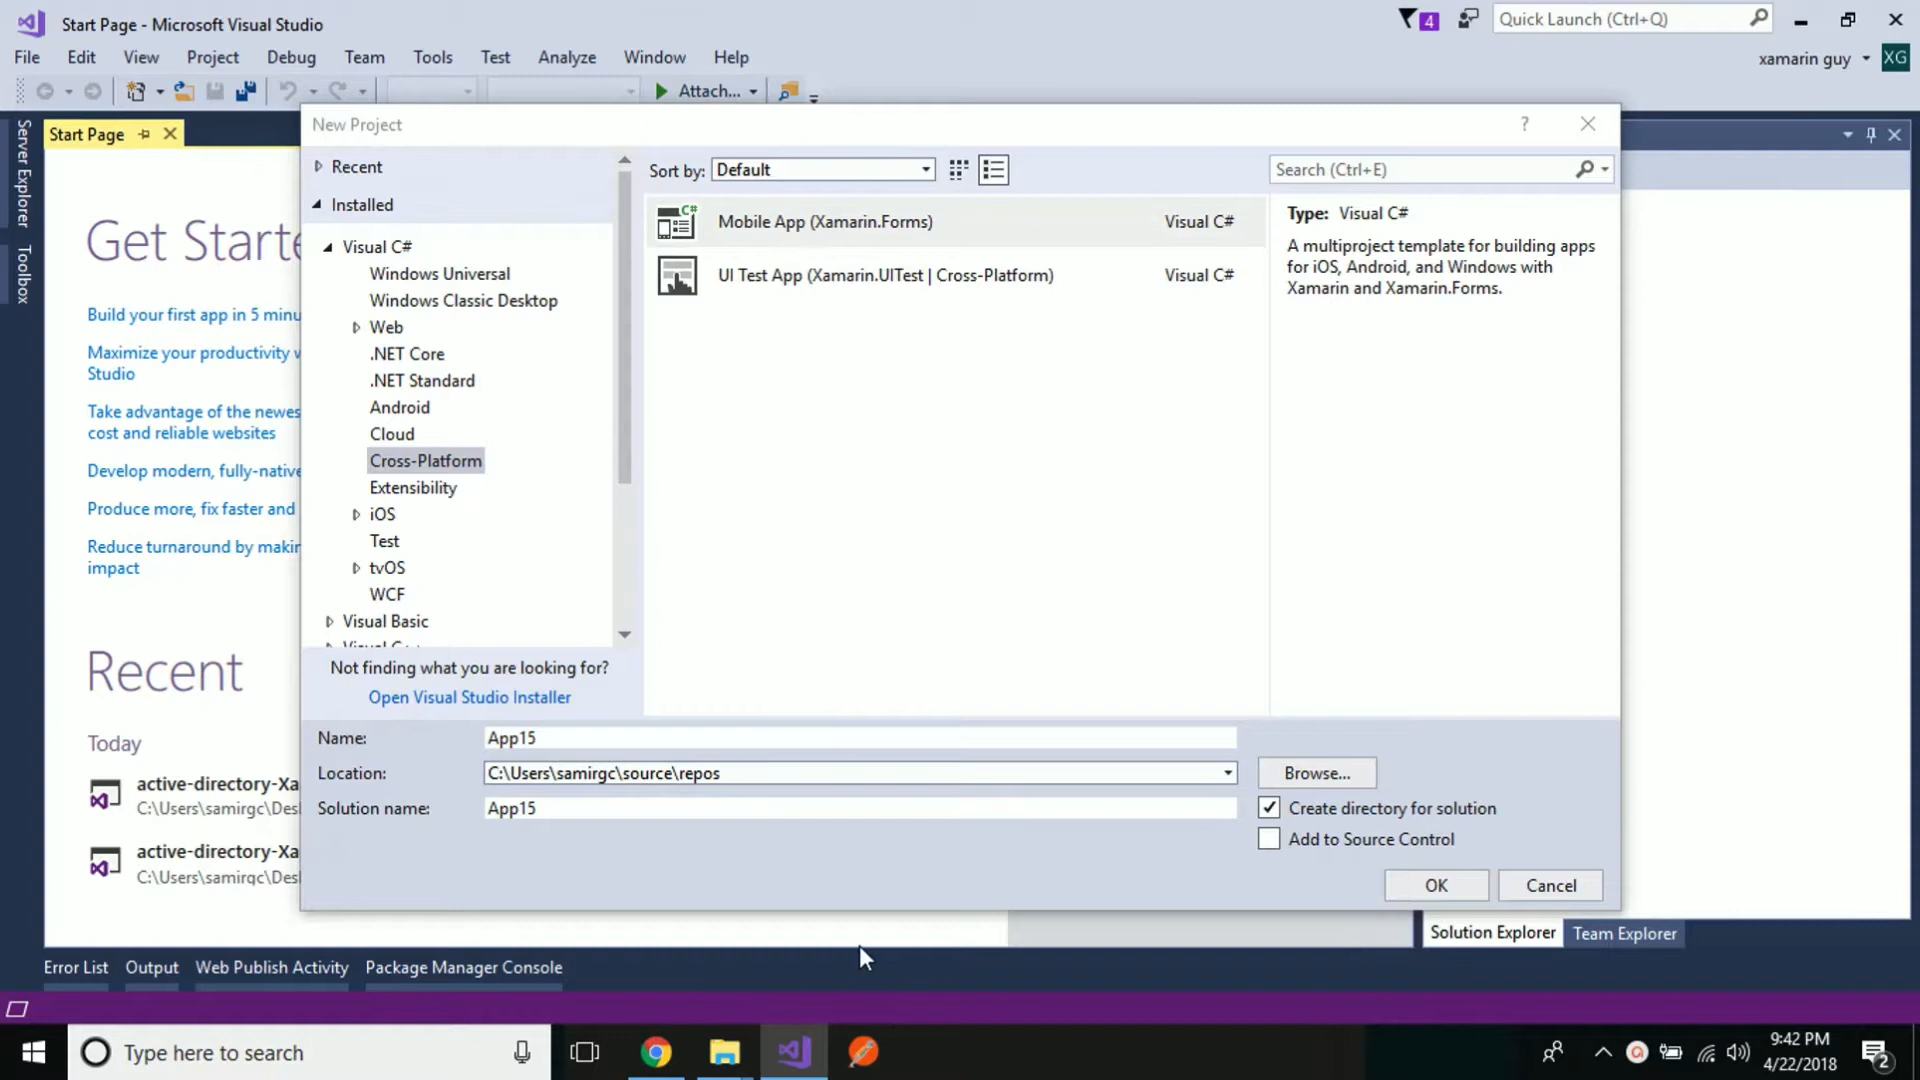 Start Page - Microsoft Visual Studio
4
Quick Launch (Ctrl+Q)
File Edit View Project Debug Team Tools Test Analyze Window Help
xamarin guy XG
Attach...
Server Explorer
Toolbox
Start Page
Get Starte
Build your first app in 5 minu
Maximize your productivity w
Studio
Take advantage of the newes
cost and reliable websites
Develop modern, fully-native
Produce more, fix faster and
Reduce turnaround by makin
impact
Recent
Today
active-directory-Xa
C:\Users\samirgc\Des
active-directory-Xa
C:\Users\samirgc\Des
New Project
?
Recent
Installed
Visual C#
Windows Universal
Windows Classic Desktop
Web
.NET Core
.NET Standard
Android
Cloud
Cross-Platform
Extensibility
iOS
Test
tvOS
WCF
Visual Basic
Visual C++
Not finding what you are looking for?
Open Visual Studio Installer
Sort by: Default
Search (Ctrl+E)
C# Mobile App (Xamarin.Forms) Visual C#
UI Test App (Xamarin.UITest | Cross-Platform) Visual C#
Type: Visual C#
A multiproject template for building apps
for iOS, Android, and Windows with
Xamarin and Xamarin.Forms.
Name: App15
Location: C:\Users\samirgc\source\repos
Browse...
Solution name: App15
Create directory for solution
Add to Source Control
OK Cancel
Solution Explorer Team Explorer
Error List Output Web Publish Activity Package Manager Console
Type here to search
9:42 PM
4/22/2018
2